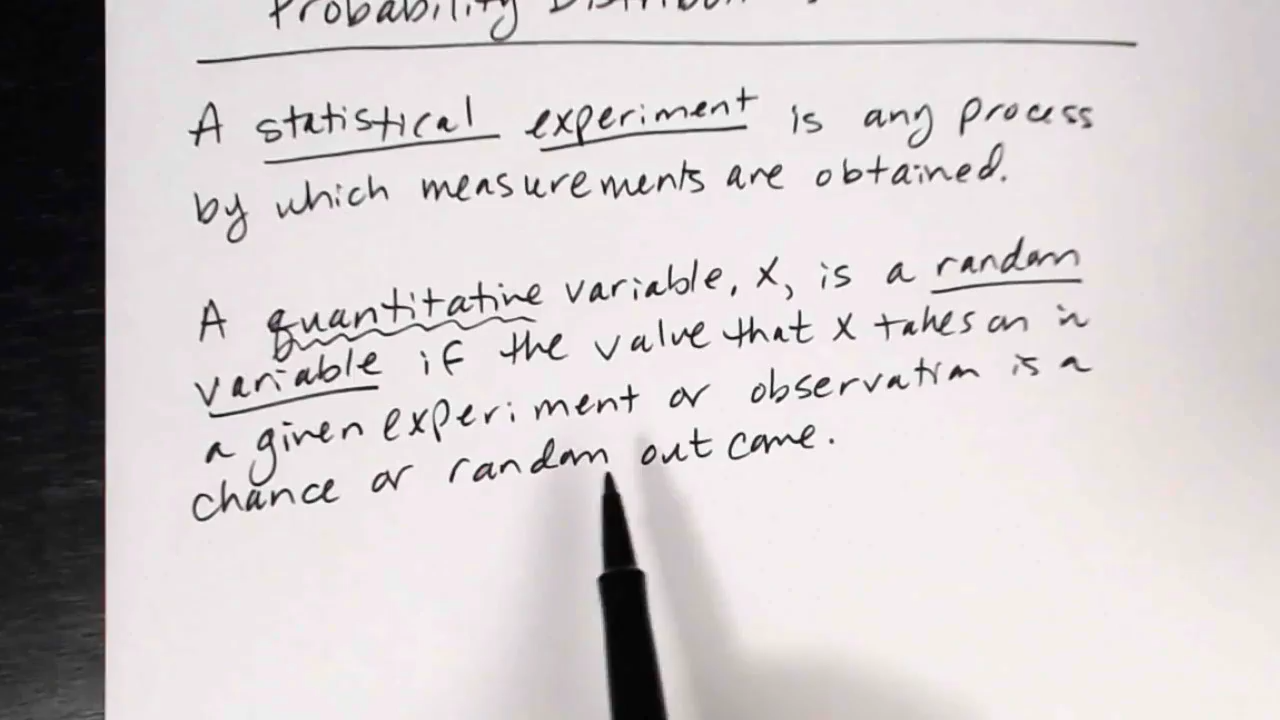 Probability
A statistical experiment is any process
by which measurements are obtained.
A quantitative variable, x, is a random
variable if the value that x takes on in
a given experiment or observation is a
chance or random outcome.